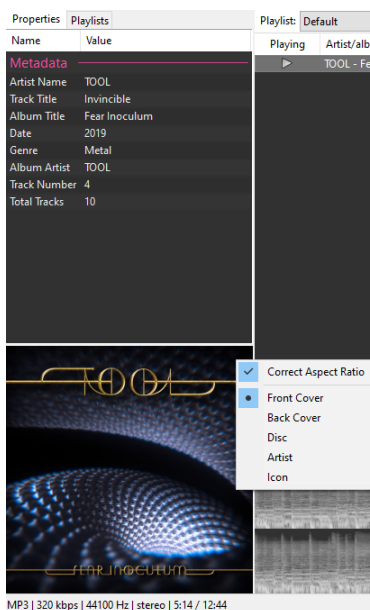 Properties Playlists Playlist: Default
Name Value Playing Artist/alb
Metadata TOOL - Fe
Artist Name TOOL
Track Title Invincible
Album Title Fear Inoculum
Date 2019
Genre Metal
Album Artist TOOL
Track Number 4
Total Tracks 10
TOOL
Correct Aspect Ratio
Front Cover
Back Cover
Disc
Artist
Icon
FEAR INOCULUM
MP3 | 320 kbps | 44100 Hz | stereo | 5:14 / 12:44